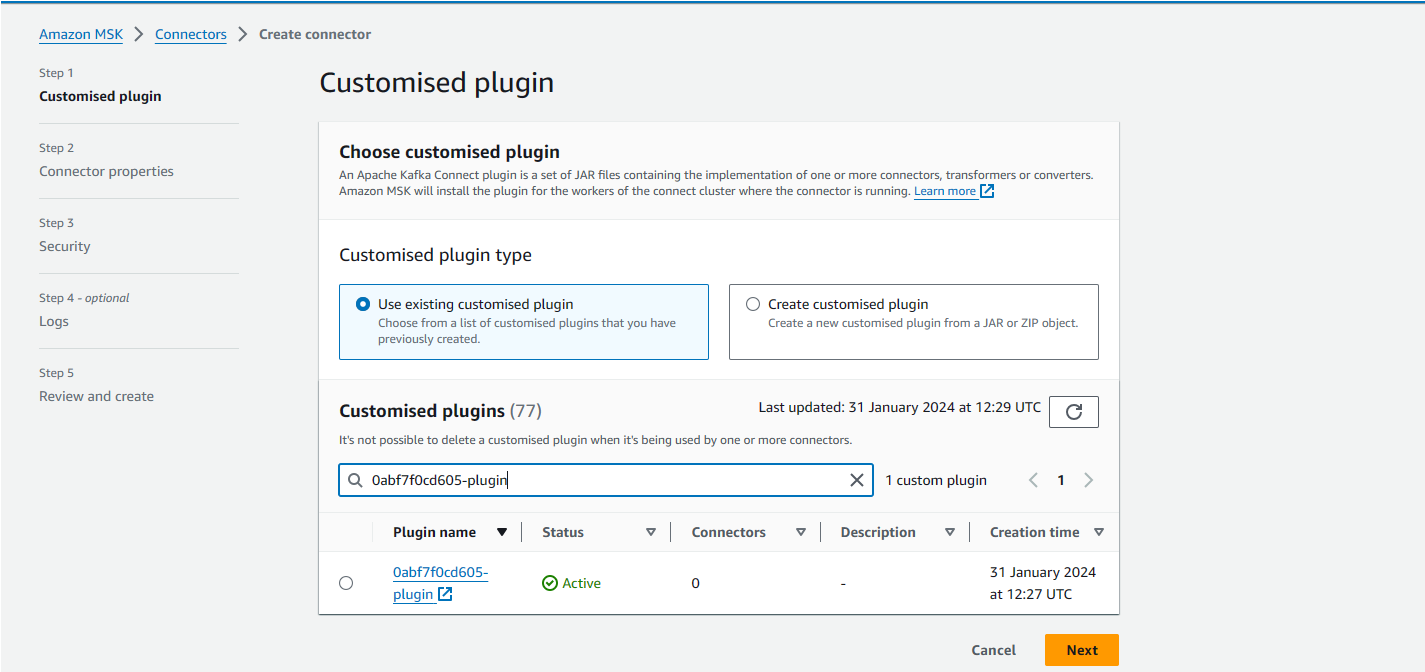 Amazon MSK > Connectors > Create connector
Step 1
Customised plugin
Step 2
Connector properties
Step 3
Security
Step 4 - optional
Logs
Step 5
Review and create
Customised plugin
Choose customised plugin
An Apache Kafka Connect plugin is a set of JAR files containing the implementation of one or more connectors, transformers or converters.
Amazon MSK will install the plugin for the workers of the connect cluster where the connector is running. Learn more
Customised plugin type
Use existing customised plugin
Choose from a list of customised plugins that you have
previously created.
Create customised plugin
Create a new customised plugin from a JAR or ZIP object.
Customised plugins (77)
Last updated: 31 January 2024 at 12:29 UTC
It's not possible to delete a customised plugin when it's being used by one or more connectors.
0abf7f0cd605-plugin
1 custom plugin
1
Plugin name Status Connectors Description Creation time
0abf7f0cd605-
plugin
Active
0
-
31 January 2024
at 12:27 UTC
Cancel
Next